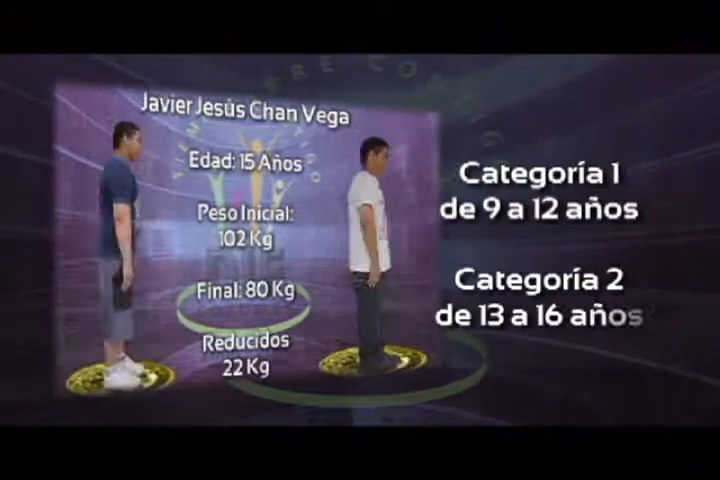 Javier Jesús Chan Vega
Edad: 15 Años
Peso Inicial:
102 Kg
Final: 80 Kg
Reducidos
22 Kg
Categoría 1
de 9 a 12 años
Categoría 2
de 13 a 16 años